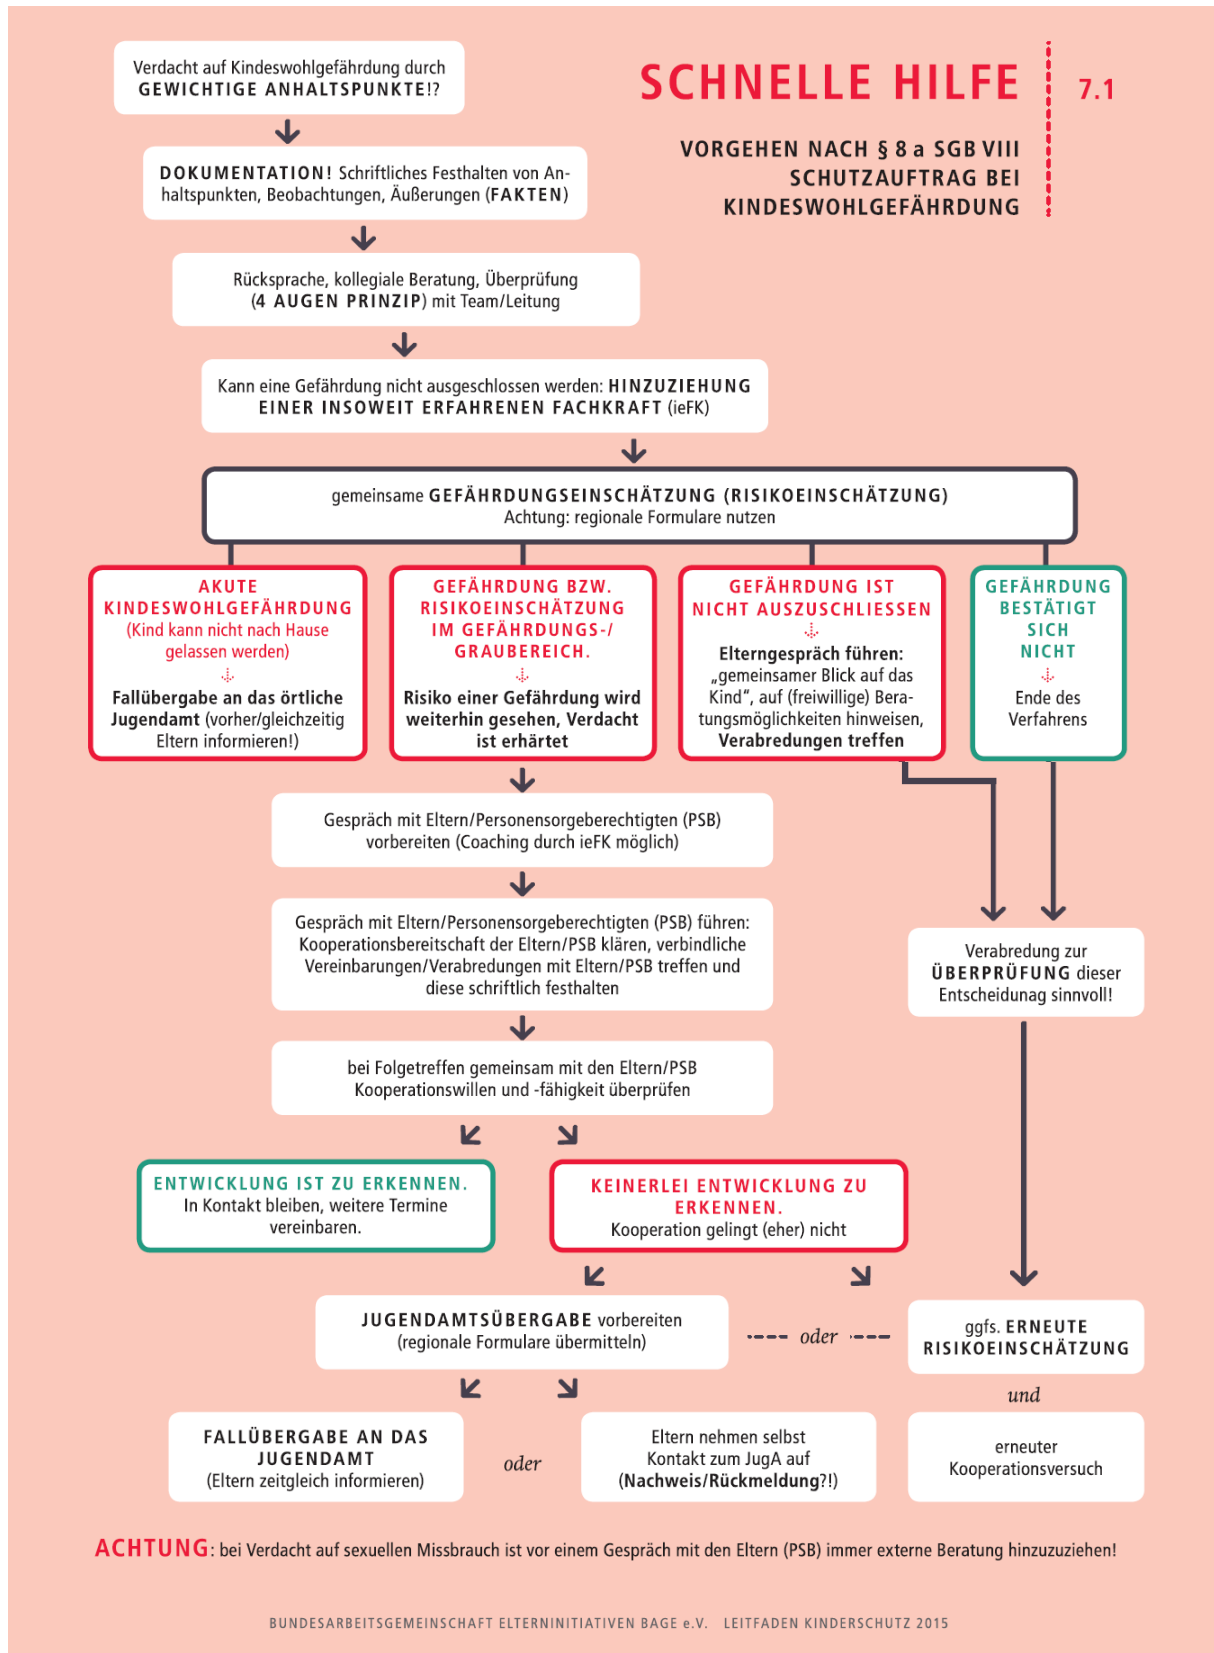 Verdacht auf Kindeswohlgefährdung durch
GEWICHTIGE ANHALTSPUNKTE!?
SCHNELLE HILFE
7.1
VORGEHEN NACH § 8 a SGB VIII
SCHUTZAUFTRAG BEI
KINDESWOHLGEFÄHRDUNG
DOKUMENTATION! Schriftliches Festhalten von An-
haltspunkten, Beobachtungen, Äußerungen (FAKTEN)
Rücksprache, kollegiale Beratung, Überprüfung
(4 AUGEN PRINZIP) mit Team/Leitung
Kann eine Gefährdung nicht ausgeschlossen werden: HINZUZIEHUNG
EINER INSOWEIT ERFAHRENEN FACHKRAFT (ieFK)
gemeinsame GEFÄHRDUNGSEINSCHÄTZUNG (RISIKOEINSCHÄTZUNG)
Achtung: regionale Formulare nutzen
AKUTE
KINDESWOHLGEFÄHRDUNG
(Kind kann nicht nach Hause
gelassen werden)
Fallübergabe an das örtliche
Jugendamt (vorher/gleichzeitig
Eltern informieren!)
GEFÄHRDUNG BZW.
RISIKOEINSCHÄTZUNG
IM GEFÄHRDUNGS-/
GRAUBEREICH.
Risiko einer Gefährdung wird
weiterhin gesehen, Verdacht
ist erhärtet
GEFÄHRDUNG IST
NICHT AUSZUSCHLIESSEN
Elterngespräch führen:
„gemeinsamer Blick auf das
Kind“, auf (freiwillige) Bera-
tungsmöglichkeiten hinweisen,
Verabredungen treffen
GEFÄHRDUNG
BESTÄTIGT
SICH
NICHT
Ende des
Verfahrens
Gespräch mit Eltern/Personensorgeberechtigten (PSB)
vorbereiten (Coaching durch ieFK möglich)
Gespräch mit Eltern/Personensorgeberechtigten (PSB) führen:
Kooperationsbereitschaft der Eltern/PSB klären, verbindliche
Vereinbarungen/Verabredungen mit Eltern/PSB treffen und
diese schriftlich festhalten
Verabredung zur
ÜBERPRÜFUNG dieser
Entscheidunag sinnvoll!
bei Folgetreffen gemeinsam mit den Eltern/PSB
Kooperationswillen und -fähigkeit überprüfen
ENTWICKLUNG IST ZU ERKENNEN.
In Kontakt bleiben, weitere Termine
vereinbaren.
KEINERLEI ENTWICKLUNG ZU
ERKENNEN.
Kooperation gelingt (eher) nicht
JUGENDAMTSÜBERGABE vorbereiten
(regionale Formulare übermitteln)
oder
ggfs. ERNEUTE
RISIKOEINSCHÄTZUNG
und
FALLÜBERGABE AN DAS
JUGENDAMT
(Eltern zeitgleich informieren)
oder
Eltern nehmen selbst
Kontakt zum JugA auf
(Nachweis/Rückmeldung?!)
erneuter
Kooperationsversuch
ACHTUNG: bei Verdacht auf sexuellen Missbrauch ist vor einem Gespräch mit den Eltern (PSB) immer externe Beratung hinzuzuziehen!
BUNDESARBEITSGEMEINSCHAFT ELTERNINITIATIVEN BAGE e.V. LEITFADEN KINDERSCHUTZ 2015